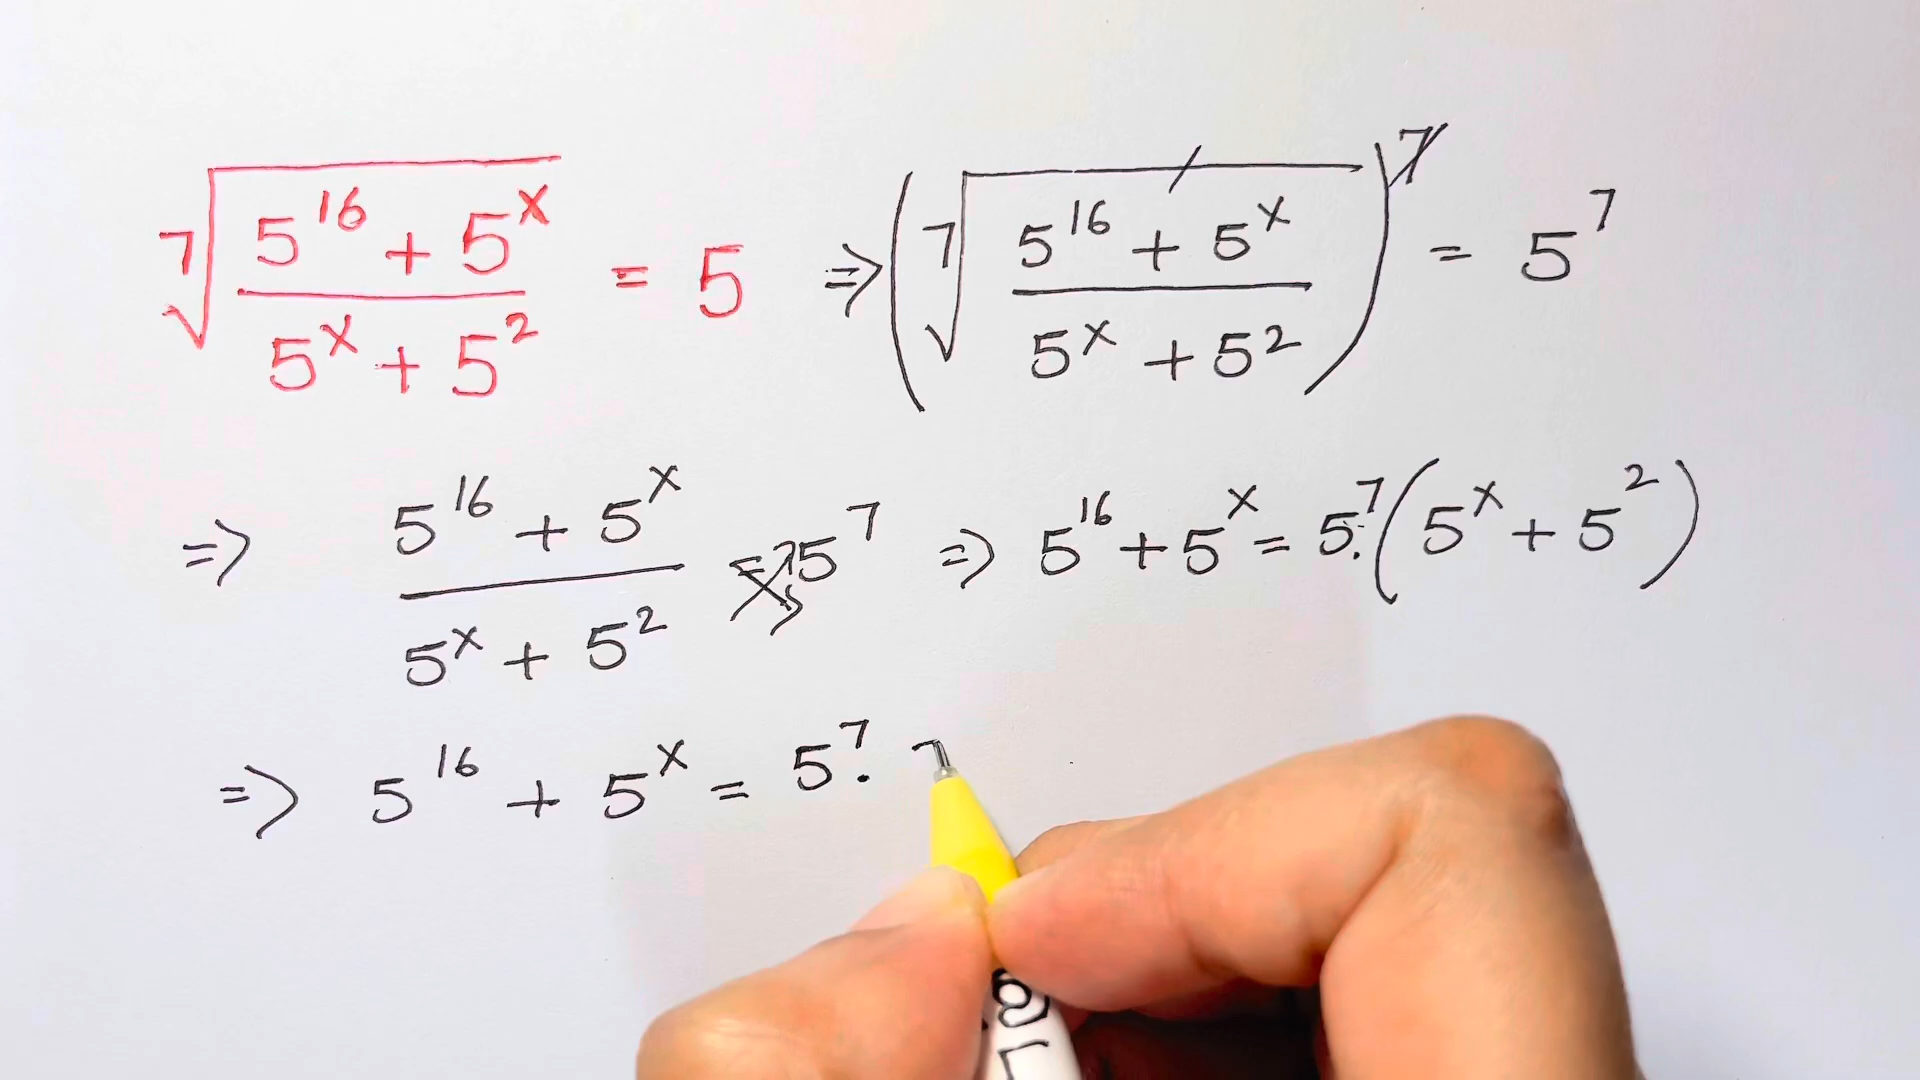 ⁷√((5¹⁶ + 5ˣ)/(5ˣ + 5²)) = 5 ⇒ (⁷√((5¹⁶ + 5ˣ)/(5ˣ + 5²)))⁷ = 5⁷
⇒ (5¹⁶ + 5ˣ)/(5ˣ + 5²) = 5⁷ ⇒ 5¹⁶ + 5ˣ = 5⁷·(5ˣ + 5²)
⇒ 5¹⁶ + 5ˣ = 5⁷·